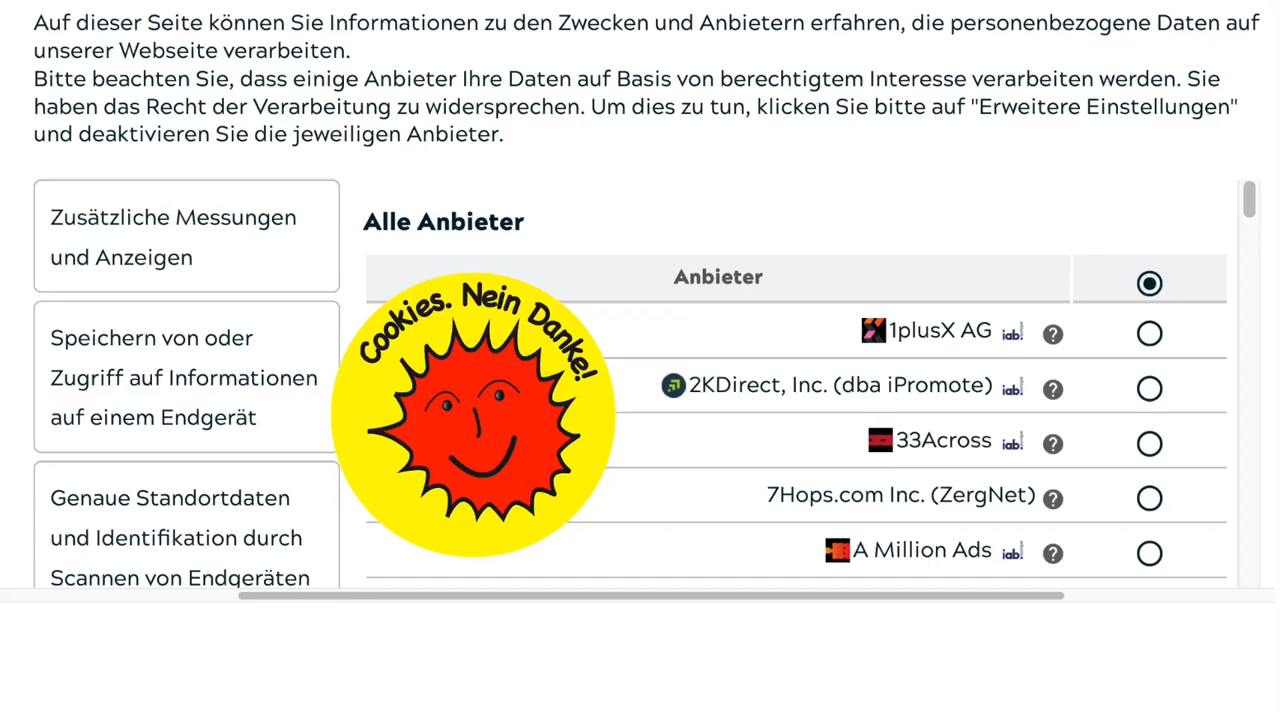 Auf dieser Seite können Sie Informationen zu den Zwecken und Anbietern erfahren, die personenbezogene Daten auf
unserer Webseite verarbeiten.
Bitte beachten Sie, dass einige Anbieter Ihre Daten auf Basis von berechtigtem Interesse verarbeiten werden. Sie
haben das Recht der Verarbeitung zu widersprechen. Um dies zu tun, klicken Sie bitte auf "Erweitere Einstellungen"
und deaktivieren Sie die jeweiligen Anbieter.
Zusätzliche Messungen
und Anzeigen
Speichern von oder
Zugriff auf Informationen
auf einem Endgerät
Genaue Standortdaten
und Identifikation durch
Scannen von Endgeräten
Alle Anbieter
Anbieter
1plusX AG iab! ?
2KDirect, Inc. (dba iPromote) iab! ?
33Across iab! ?
7Hops.com Inc. (ZergNet) ?
A Million Ads iab! ?
Cookies. Nein Danke!